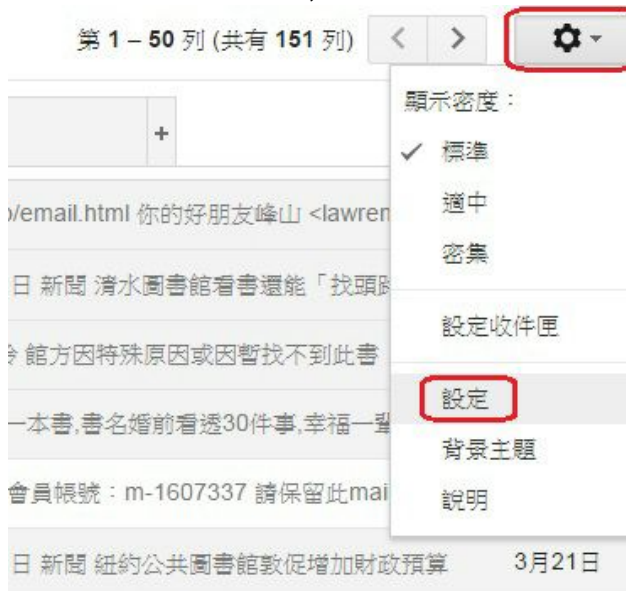 第 1 – 50 列 (共有 151 列)
顯示密度：
標準
適中
密集
設定收件匣
設定
背景主題
說明
+
/email.html 你的好朋友峰山 <lawren
日 新聞 清水圖書館看書還能「找頭
館方因特殊原因或因暫找不到此書
一本書,書名婚前看透30件事,幸福一輩
會員帳號：m-1607337 請保留此mai
日 新聞 紐約公共圖書館敦促增加財政預算 3月21日